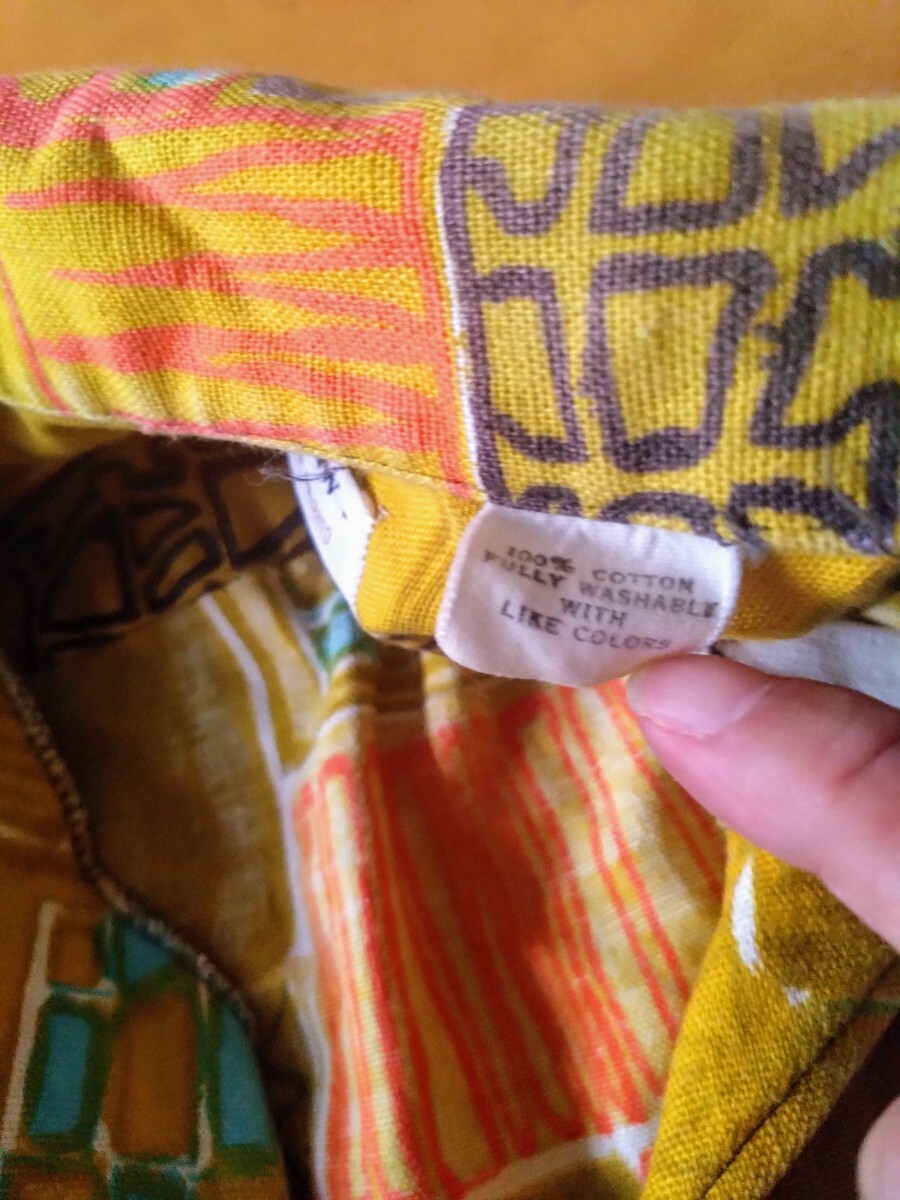 100% COTTON
FULLY WASHABLE
WITH
LIKE COLORS